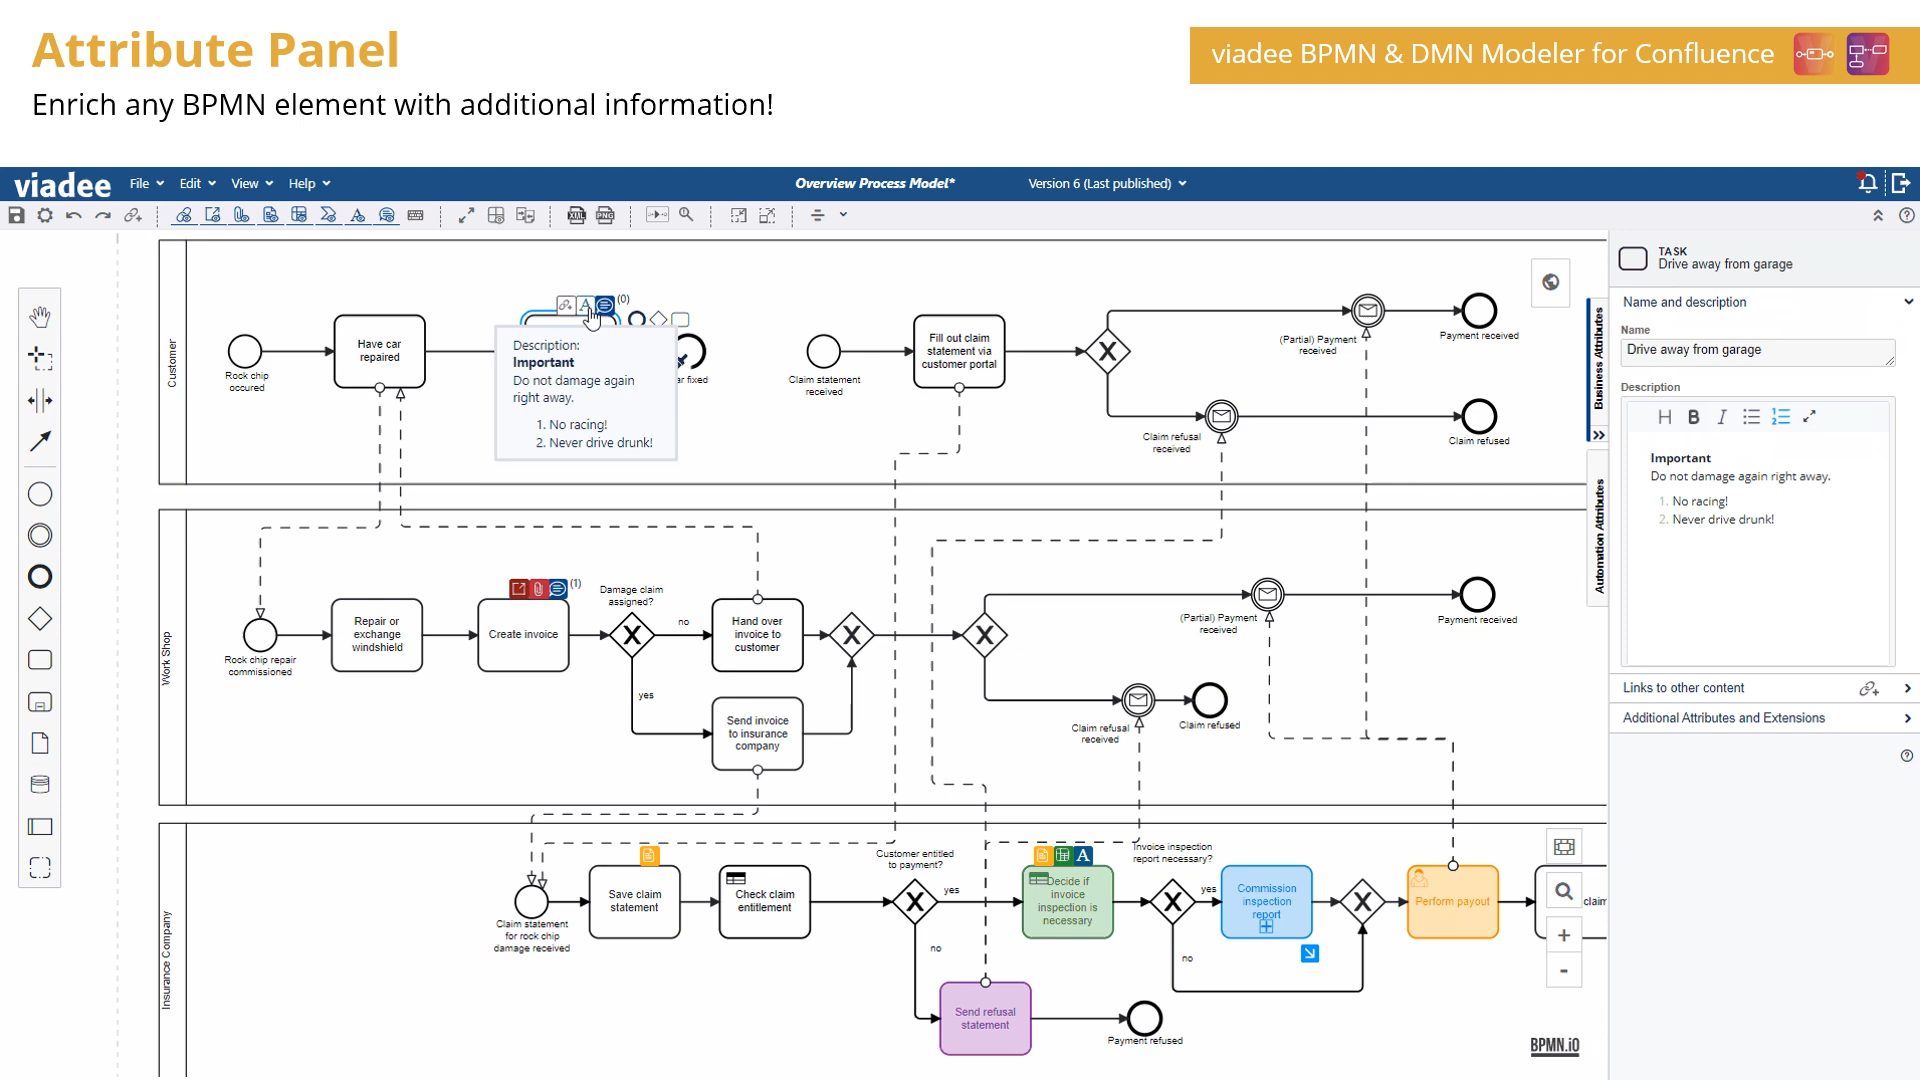 Attribute Panel
viadee BPMN & DMN Modeler for Confluence
Enrich any BPMN element with additional information!
viadee
File
Edit
View
Help
Overview Process Model*
Version 6 (Last published)
XML
PNG
TASK
Drive away from garage
Name and description
Name
Drive away from garage
Description
H B I
Important
Do not damage again right away.
1. No racing!
2. Never drive drunk!
Links to other content
Additional Attributes and Extensions
Business Attributes
Automation Attributes
Customer
Rock chip
occured
Have car
repaired
A
(0)
Description:
Important
Do not damage again
right away.
1. No racing!
2. Never drive drunk!
ar fixed
Claim statement
received
Fill out claim
statement via
customer portal
(Partial) Payment
received
Payment received
Claim refusal
received
Claim refused
Work Shop
Rock chip repair
commissioned
Repair or
exchange
windshield
(1)
Create invoice
Damage claim
assigned?
no
yes
Hand over
invoice to
customer
Send invoice
to insurance
company
(Partial) Payment
received
Payment received
Claim refusal
received
Claim refused
Insurance Company
Claim statement
for rock chip
damage received
Save claim
statement
Check claim
entitlement
Customer entitled
to payment?
yes
no
A
Decide if
invoice
inspection is
necessary
Invoice inspection
report necessary?
yes
no
Commission
inspection
report
Perform payout
claim
Send refusal
statement
Payment refused
BPMN.iO